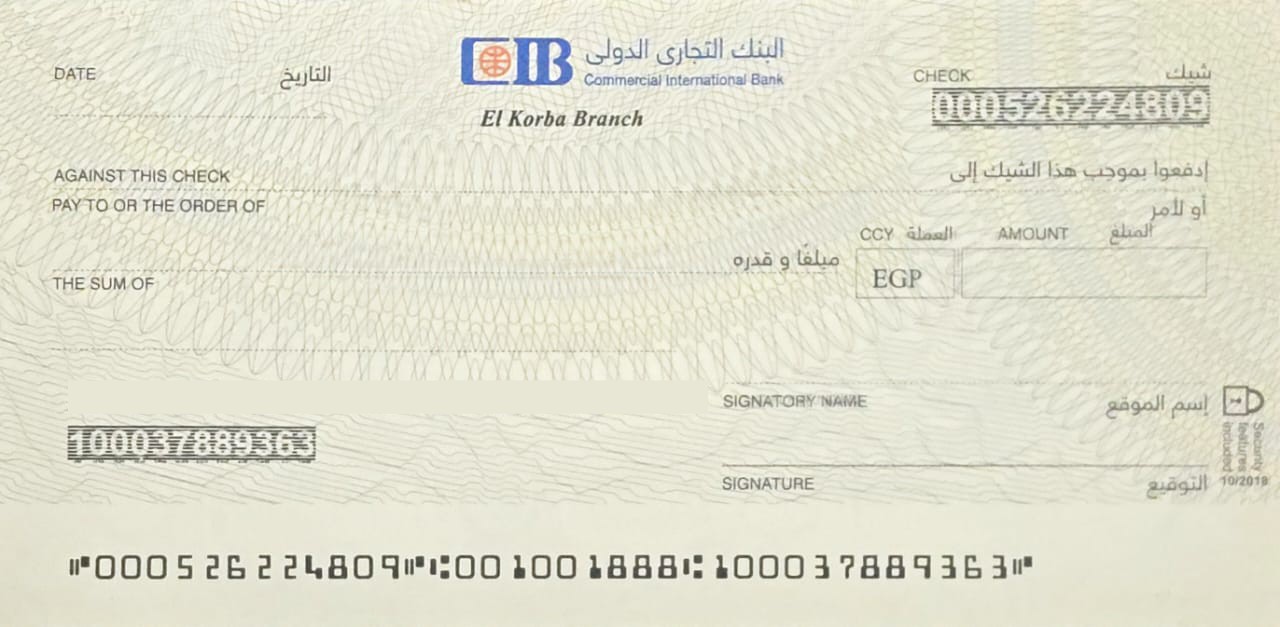 DATE التاريخ
CIB البنك التجارى الدولى
Commercial International Bank
El Korba Branch
CHECK شيك
000526224809
AGAINST THIS CHECK إدفعوا بموجب هذا الشيك إلى
PAY TO OR THE ORDER OF أو لأمر
CCY العملة AMOUNT المبلغ
THE SUM OF مبلغًا و قدره
EGP
SIGNATORY NAME إسم الموقع
100037889363
SIGNATURE التوقيع
Security
features
included
10/2018
⑈000526224809⑈⑆001001888⑆100037889363⑈